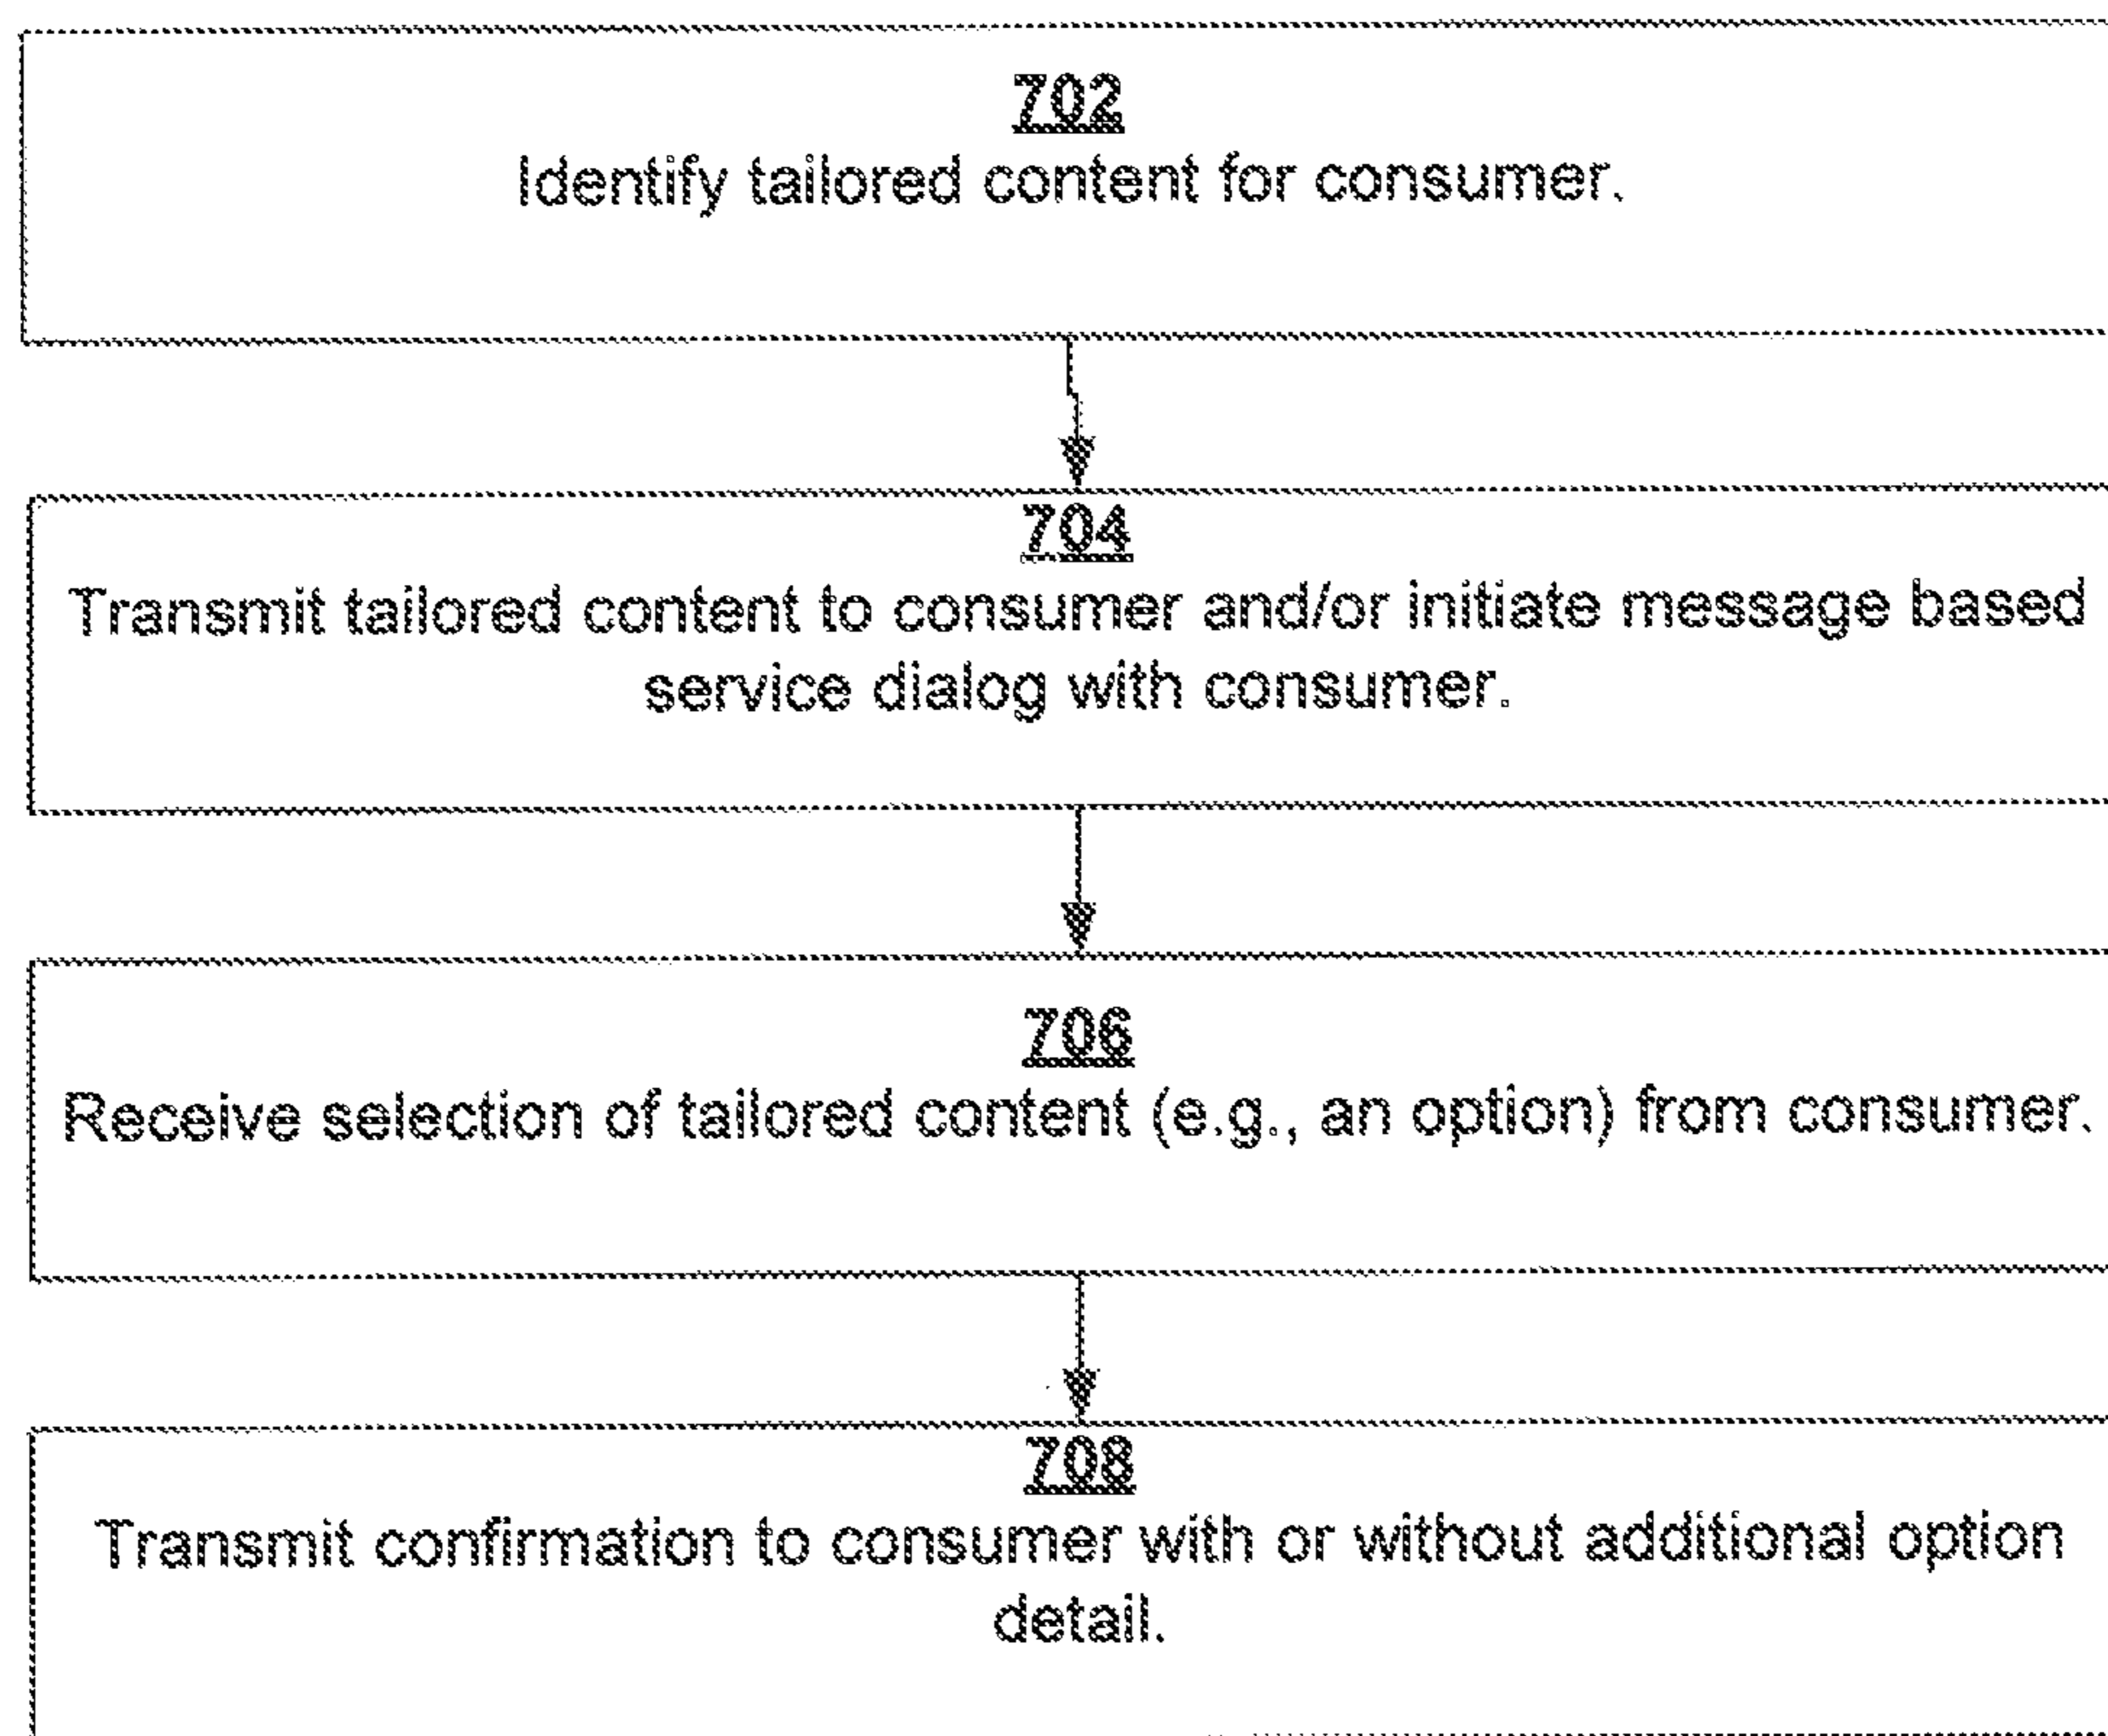 702
Identify tailored content for consumer.
704
Transmit tailored content to consumer and/or initiate message based
service dialog with consumer.
706
Receive selection of tailored content (e.g., an option) from consumer.
708
Transmit confirmation to consumer with or without additional option
detail.